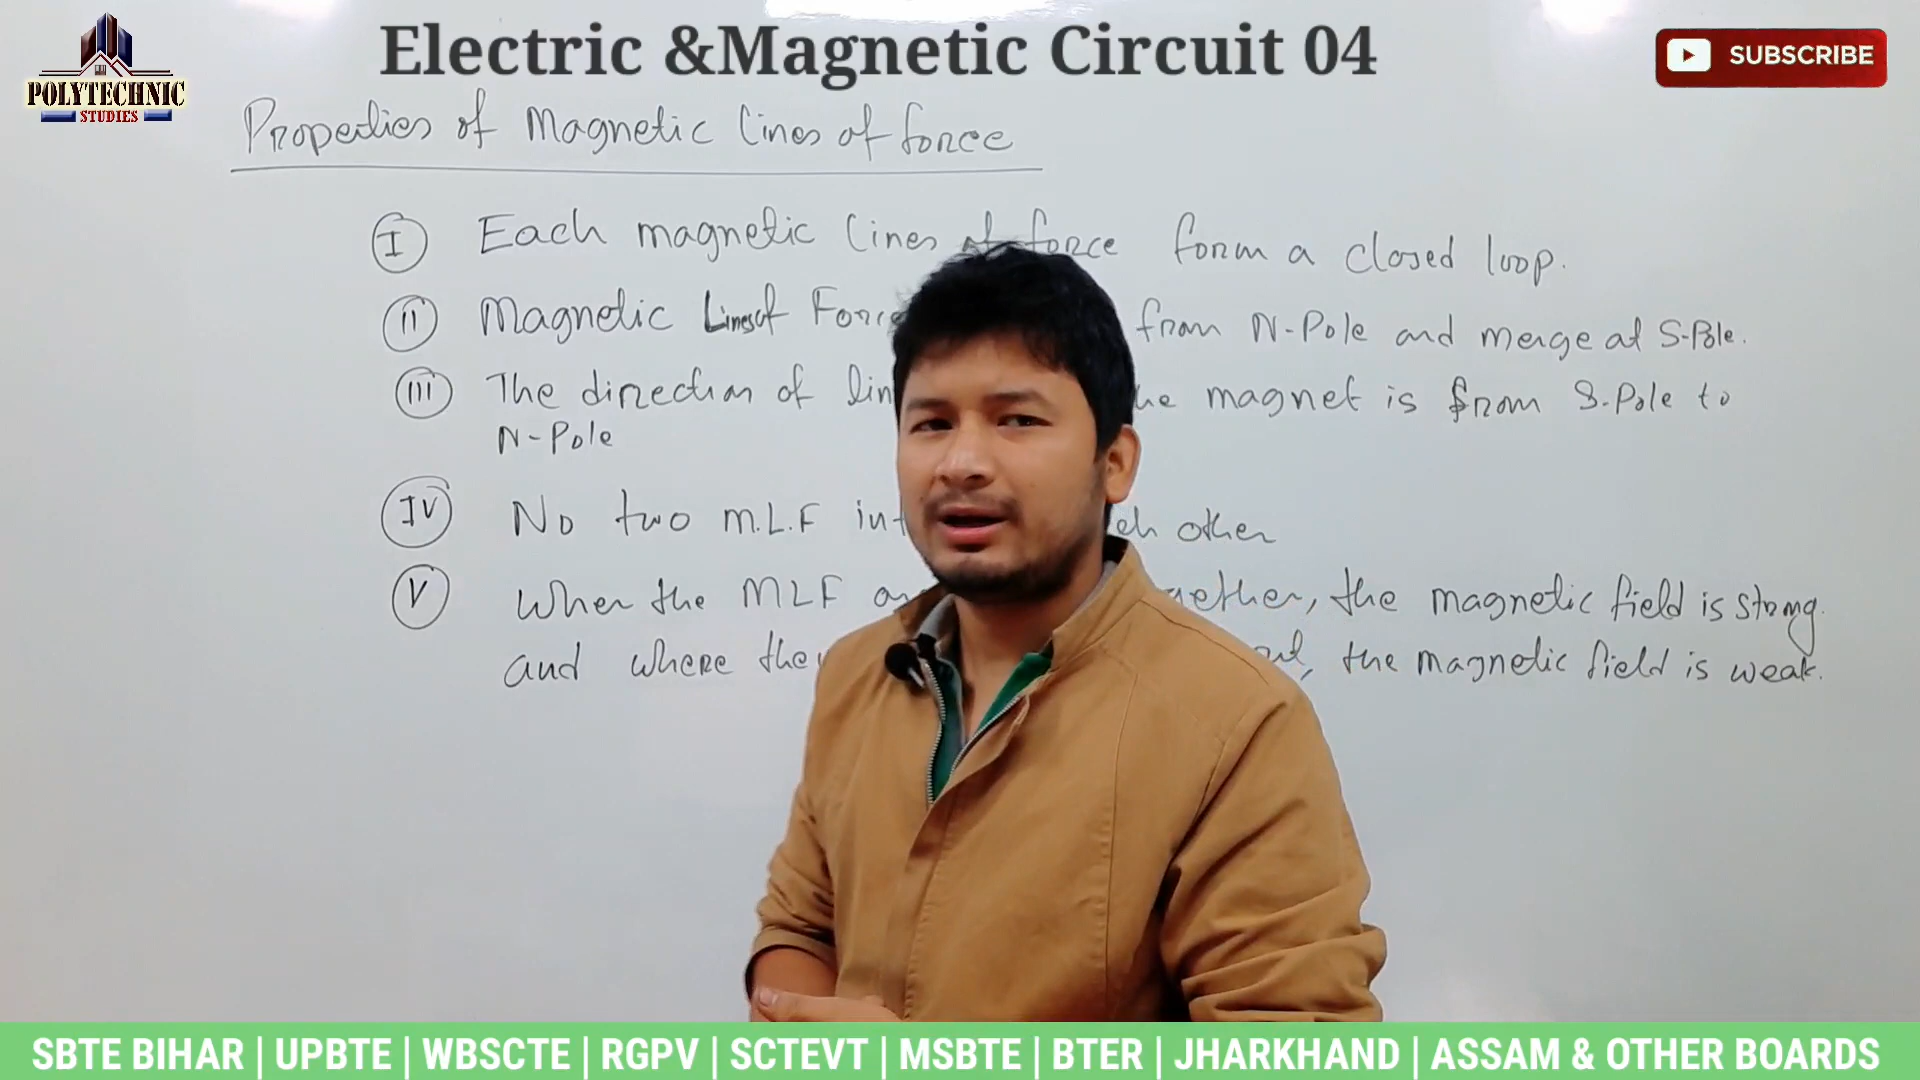 Electric &Magnetic Circuit 04
SUBSCRIBE
POLYTECHNIC
STUDIES
Properties of Magnetic Lines of force
I Each magnetic lines of force form a closed loop.
II Magnetic Lines of Force from N-Pole and merge at S-Pole.
III The direction of magnet is from S-Pole to
N-Pole
IV No two M.L.F other
V When the MLF the magnetic field is strong.
and where the magnetic field is weak.
SBTE BIHAR | UPBTE | WBSCTE | RGPV | SCTEVT | MSBTE | BTER | JHARKHAND | ASSAM & OTHER BOARDS